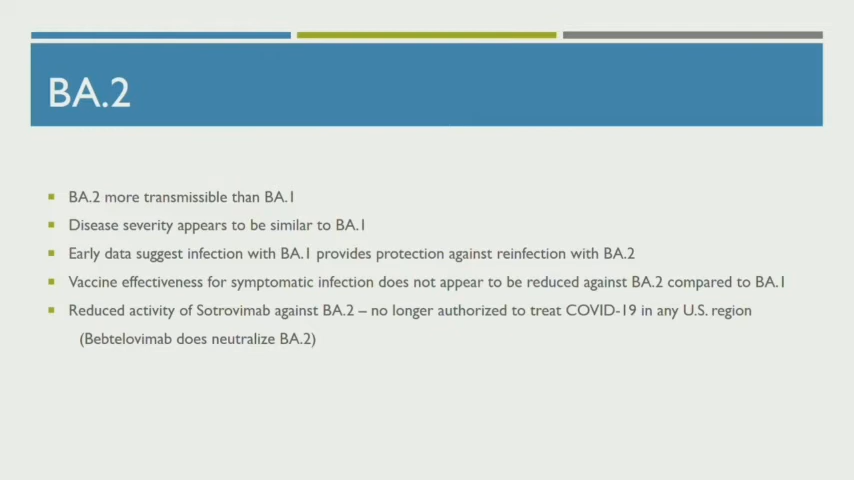 BA.2
BA.2 more transmissible than BA.1
Disease severity appears to be similar to BA.1
Early data suggest infection with BA.1 provides protection against reinfection with BA.2
Vaccine effectiveness for symptomatic infection does not appear to be reduced against BA.2 compared to BA.1
Reduced activity of Sotrovimab against BA.2 – no longer authorized to treat COVID-19 in any U.S. region
(Bebtelovimab does neutralize BA.2)